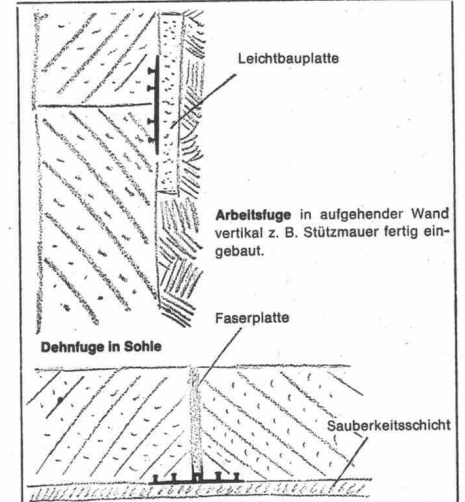 Leichtbauplatte
Arbeitsfuge in aufgehender Wand
vertikal z. B. Stützmauer fertig ein-
gebaut.
Faserplatte
Dehnfuge in Sohle
Sauberkeitsschicht